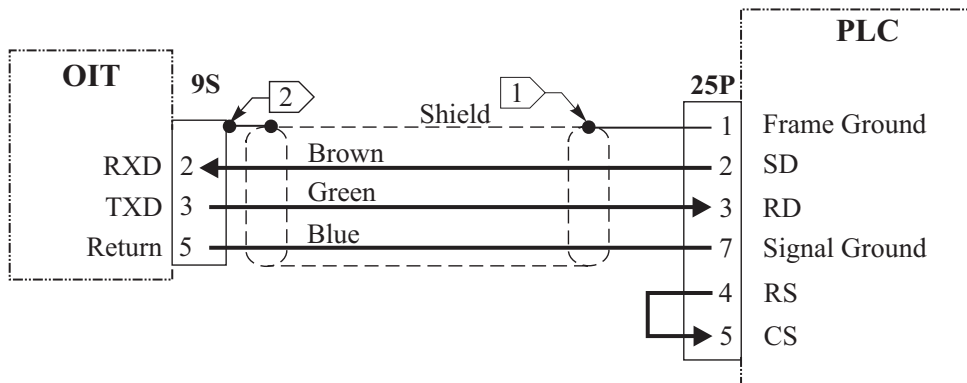 PLC
OIT
9S
2
1
25P
Shield
1 Frame Ground
RXD 2 Brown 2 SD
TXD 3 Green 3 RD
Return 5 Blue 7 Signal Ground
4 RS
5 CS